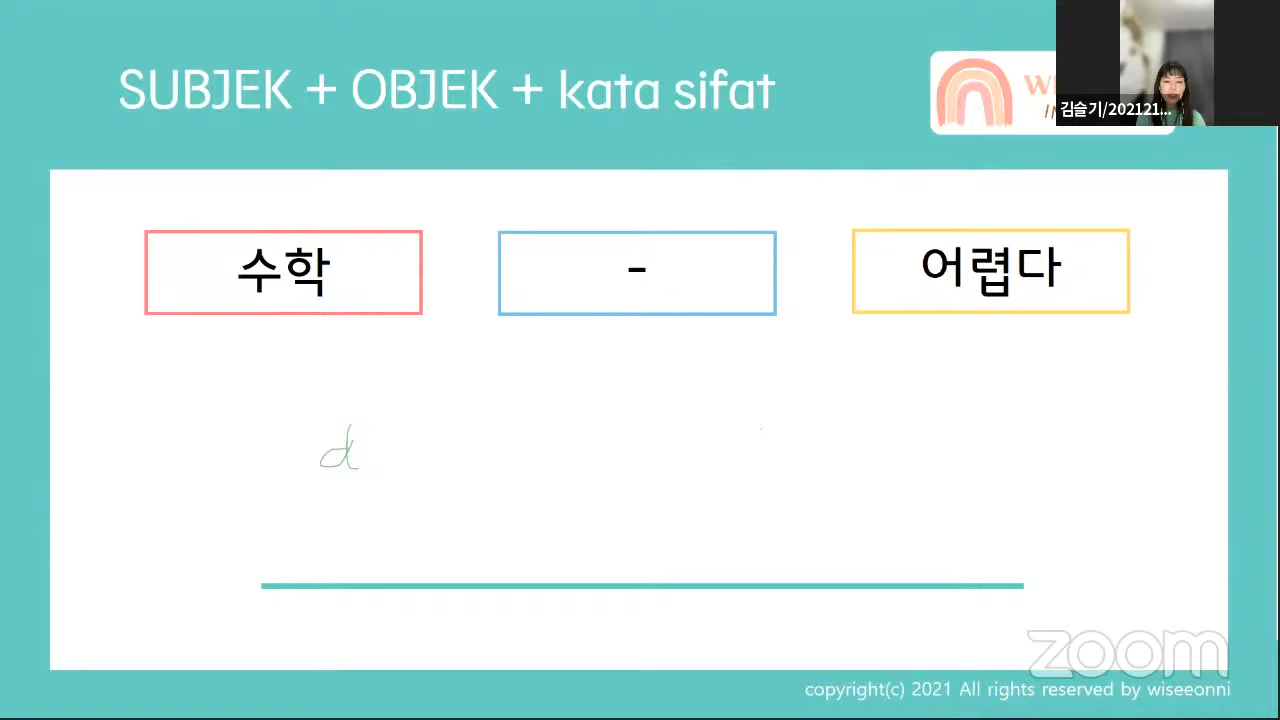 SUBJEK + OBJEK + kata sifat
김슬기/202121...
수학
-
어렵다
d
zoom
copyright(c) 2021 All rights reserved by wiseeonni